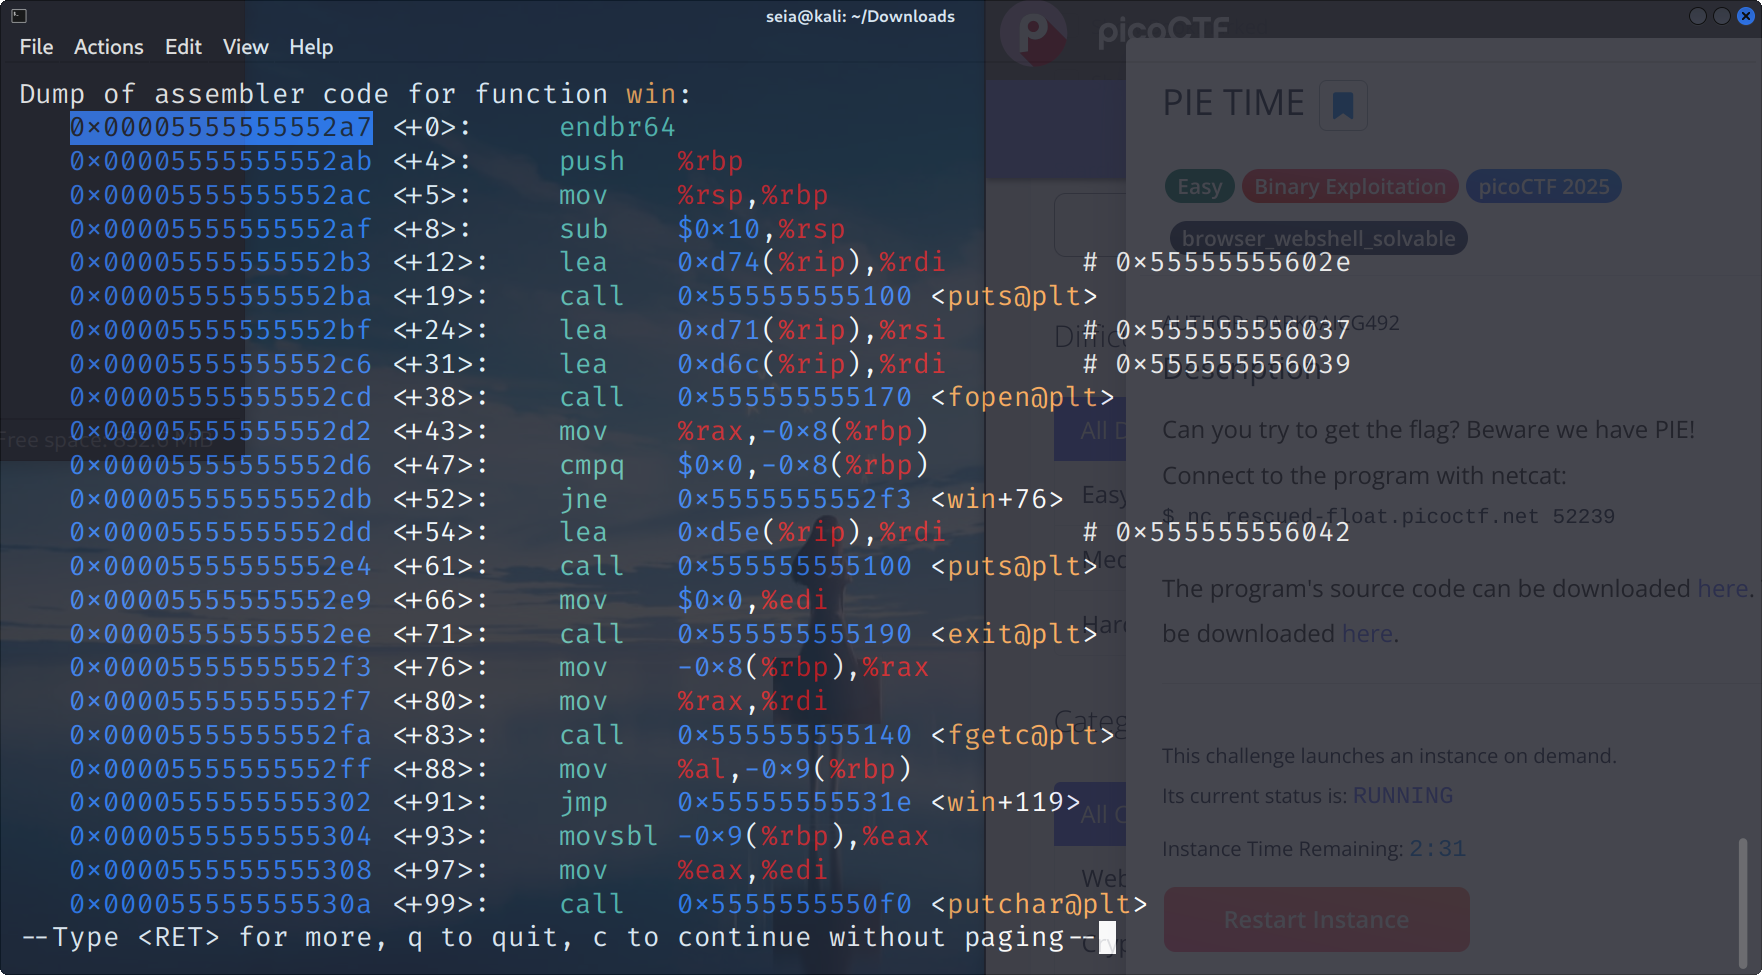 seia@kali: ~/Downloads
File Actions Edit View Help
Dump of assembler code for function win:
0x00005555555552a7 <+0>: endbr64
0x00005555555552ab <+4>: push %rbp
0x00005555555552ac <+5>: mov %rsp,%rbp
0x00005555555552af <+8>: sub $0x10,%rsp
0x00005555555552b3 <+12>: lea 0xd74(%rip),%rdi # 0x55555555602e
0x00005555555552ba <+19>: call 0x555555555100 <puts@plt>
0x00005555555552bf <+24>: lea 0xd71(%rip),%rsi # 0x555555556037
0x00005555555552c6 <+31>: lea 0xd6c(%rip),%rdi # 0x555555556039
0x00005555555552cd <+38>: call 0x555555555170 <fopen@plt>
0x00005555555552d2 <+43>: mov %rax,-0x8(%rbp)
0x00005555555552d6 <+47>: cmpq $0x0,-0x8(%rbp)
0x00005555555552db <+52>: jne 0x5555555552f3 <win+76>
0x00005555555552dd <+54>: lea 0xd5e(%rip),%rdi # 0x555555556042
0x00005555555552e4 <+61>: call 0x555555555100 <puts@plt>
0x00005555555552e9 <+66>: mov $0x0,%edi
0x00005555555552ee <+71>: call 0x555555555190 <exit@plt>
0x00005555555552f3 <+76>: mov -0x8(%rbp),%rax
0x00005555555552f7 <+80>: mov %rax,%rdi
0x00005555555552fa <+83>: call 0x555555555140 <fgetc@plt>
0x00005555555552ff <+88>: mov %al,-0x9(%rbp)
0x0000555555555302 <+91>: jmp 0x55555555531e <win+119>
0x0000555555555304 <+93>: movsbl -0x9(%rbp),%eax
0x0000555555555308 <+97>: mov %eax,%edi
0x000055555555530a <+99>: call 0x5555555550f0 <putchar@plt>
--Type <RET> for more, q to quit, c to continue without paging--
picoCTF
PIE TIME
Easy Binary Exploitation picoCTF 2025
browser_webshell_solvable
Description
Can you try to get the flag? Beware we have PIE!
Connect to the program with netcat:
$ nc rescued-float.picoctf.net 52239
The program's source code can be downloaded here.
be downloaded here.
This challenge launches an instance on demand.
Its current status is: RUNNING
Instance Time Remaining: 2:31
Restart Instance
Free space:
All
Easy
Web